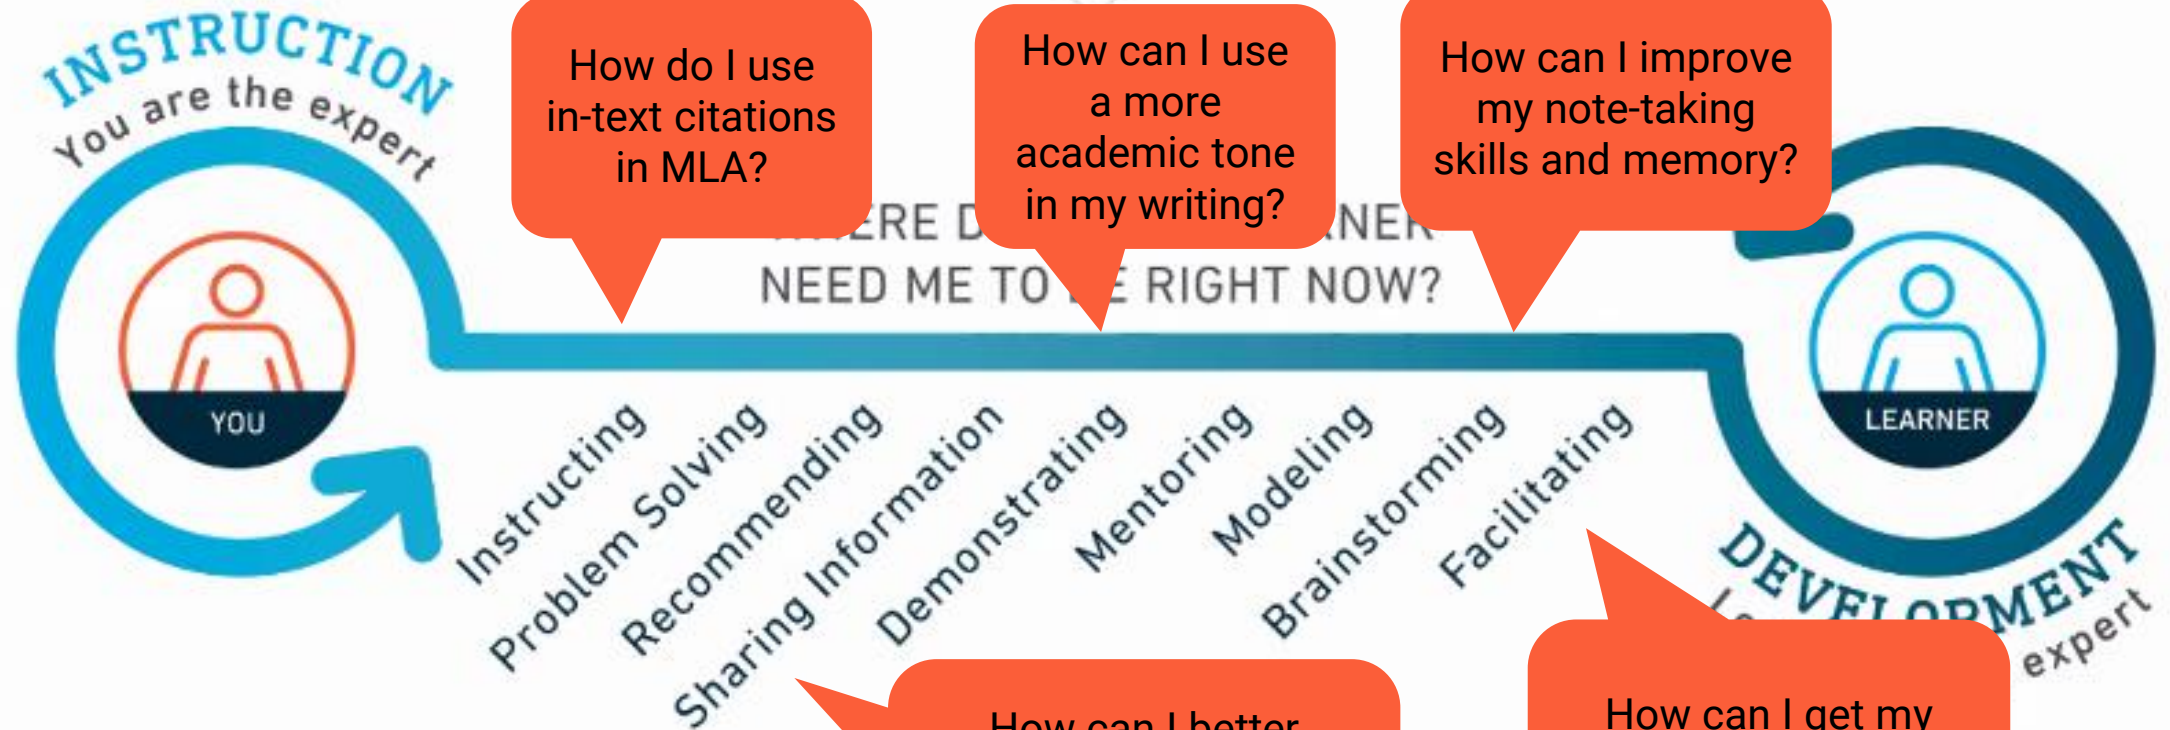 INSTRUCTION
You are the expert
How do I use
in-text citations
in MLA?
How can I use
a more
academic tone
in my writing?
How can I improve
my note-taking
skills and memory?
NEED ME TO RIGHT NOW?
YOU
LEARNER
Instructing
Problem Solving
Recommending
Sharing Information
Demonstrating
Mentoring
Modeling
Brainstorming
Facilitating
DEVELOPMENT
expert
How can I better
How can I get my